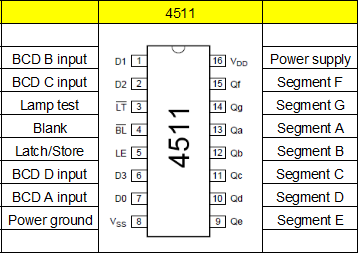 4511
BCD B input D1 1 16 VDD Power supply
BCD C input D2 2 15 Qf Segment F
Lamp test LT 3 14 Qg Segment G
Blank BL 4 13 Qa Segment A
Latch/Store LE 5 12 Qb Segment B
BCD D input D3 6 11 Qc Segment C
BCD A input D0 7 10 Qd Segment D
Power ground VSS 8 9 Qe Segment E
4511